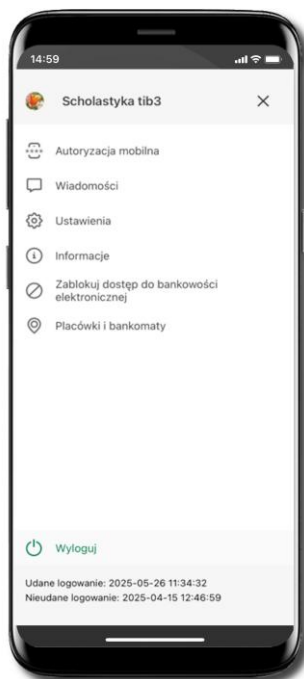 14:59
Scholastyka tib3
Autoryzacja mobilna
Wiadomości
Ustawienia
Informacje
Zablokuj dostęp do bankowości
elektronicznej
Placówki i bankomaty
Wyloguj
Udane logowanie: 2025-05-26 11:34:32
Nieudane logowanie: 2025-04-15 12:46:59